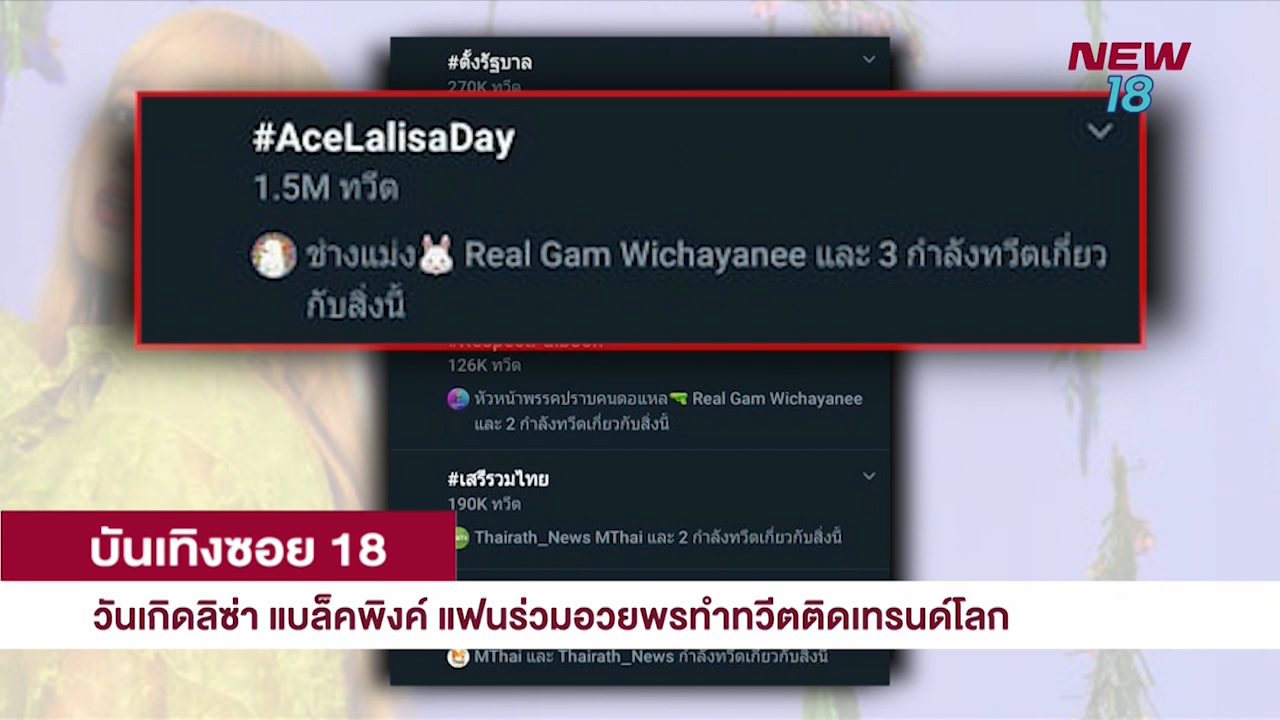 NEW
18
#ตั้งรัฐบาล
270K ทวีต
#AceLalisaDay
1.5M ทวีต
ช่างแม่ง🐰 Real Gam Wichayanee และ 3 กำลังทวีตเกี่ยว
กับสิ่งนี้
126K ทวีต
หัวหน้าพรรคปราบคนตอแหล🔫 Real Gam Wichayanee
และ 2 กำลังทวีตเกี่ยวกับสิ่งนี้
#เสรีรวมไทย
190K ทวีต
Thairath_News MThai และ 2 กำลังทวีตเกี่ยวกับสิ่งนี้
บันเทิงซอย 18
วันเกิดลิซ่า แบล็คพิงค์ แฟนร่วมอวยพรทำทวีตติดเทรนด์โลก
MThai และ Thairath_News กำลังทวีตเกี่ยวกับสิ่งนี้